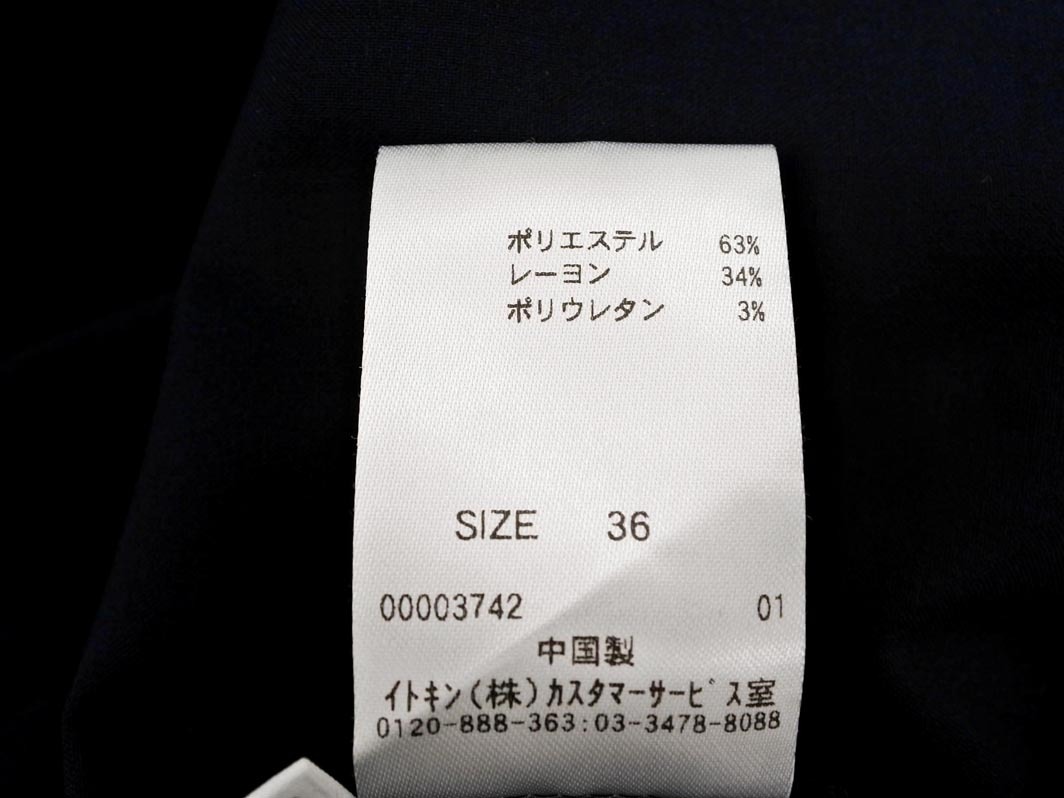 ポリエステル 63%
レーヨン 34%
ポリウレタン 3%
SIZE 36
00003742 01
中国製
イトキン(株)カスタマーサービス室
0120-888-363:03-3478-8088